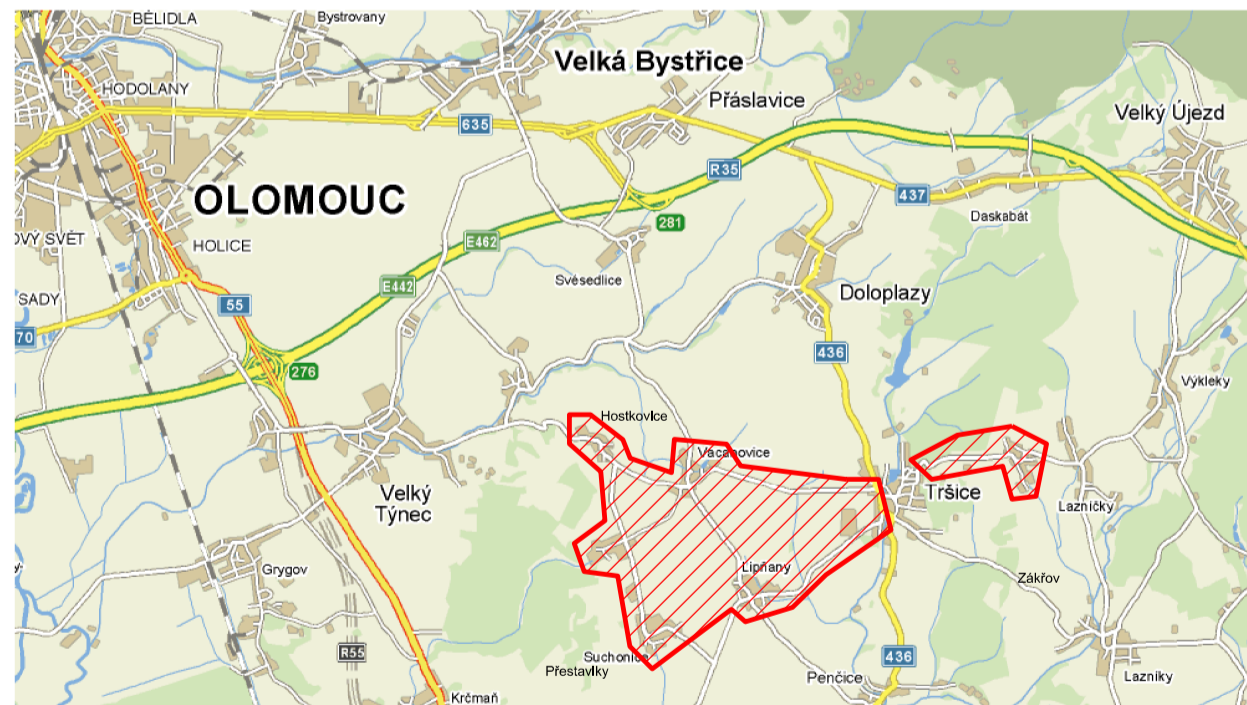 BĚLIDLA
Bystrovany
Velká Bystřice
HODOLANY
Přáslavice
Velký Újezd
635
R35
437
OLOMOUC
281
Daskabát
OVÝ SVĚT
HOLICE
E462
Svésedlice
E442
SADY
55
Doloplazy
70
436
276
Výkleky
Hostkovice
Vacanovice
Velký
Týnec
Tršice
Lazníčky
Grygov
Lipňany
Zákřov
R55
Suchonice
436
Přestavlky
Penčice
Lazníky
Krčmaň